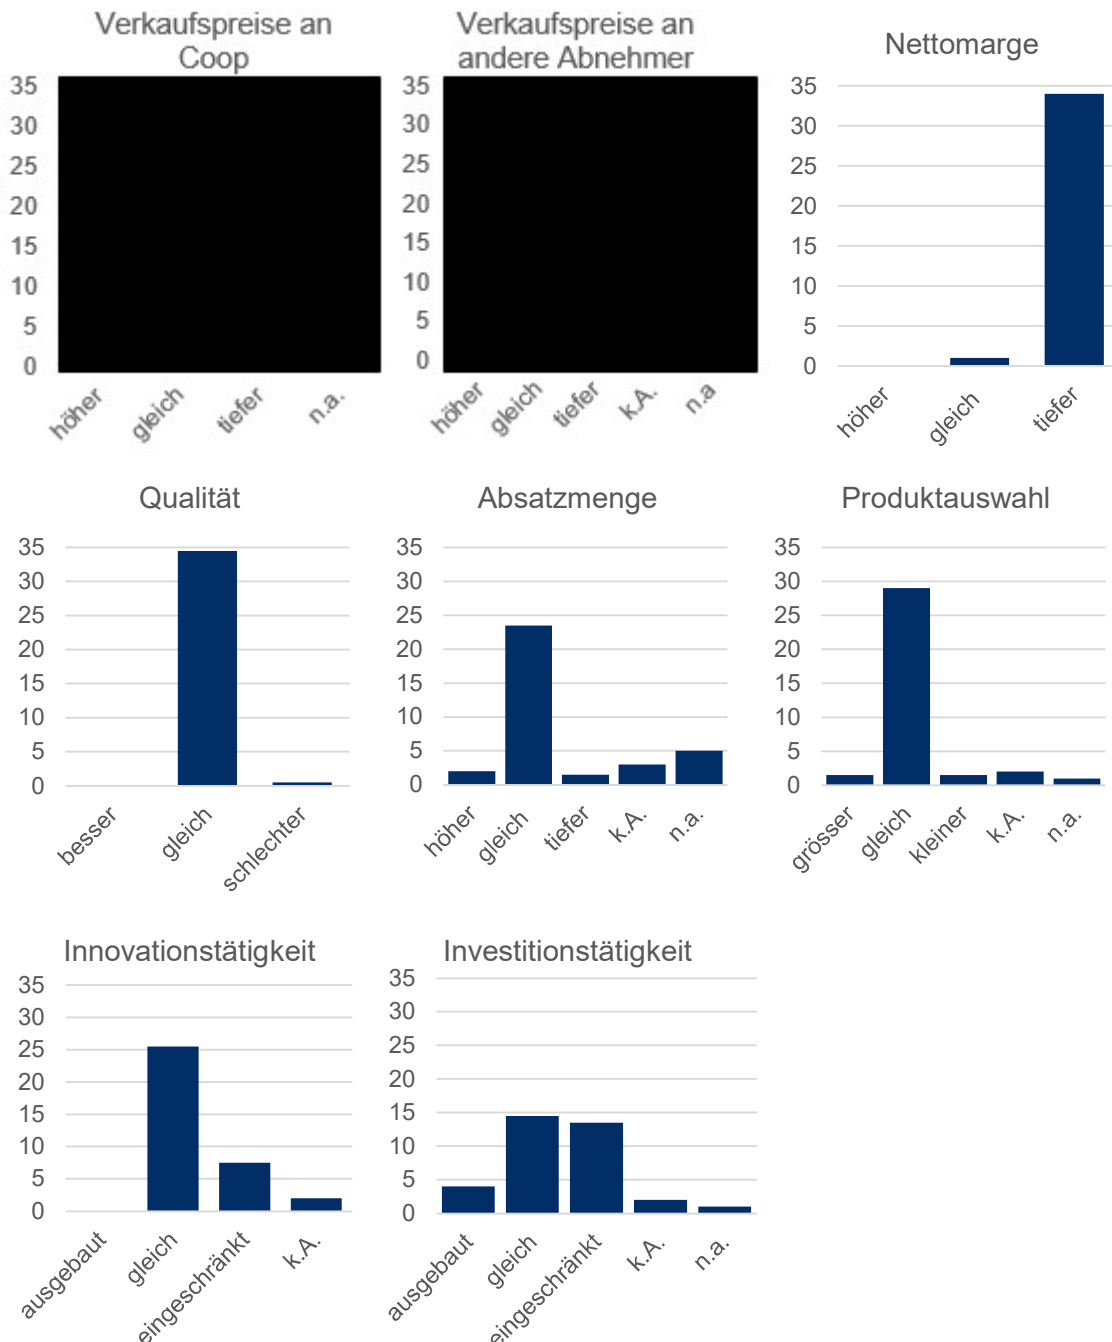 Verkaufspreise an
Coop
35
30
25
20
15
10
5
0
höher
gleich
tiefer
n.a.
Verkaufspreise an
andere Abnehmer
35
30
25
20
15
10
5
0
höher
gleich
tiefer
k.A.
n.a
Nettomarge
35
30
25
20
15
10
5
0
höher
gleich
tiefer
Qualität
35
30
25
20
15
10
5
0
besser
gleich
schlechter
Absatzmenge
35
30
25
20
15
10
5
0
höher
gleich
tiefer
k.A.
n.a.
Produktauswahl
35
30
25
20
15
10
5
0
grösser
gleich
kleiner
k.A.
n.a.
Innovationstätigkeit
35
30
25
20
15
10
5
0
ausgebaut
gleich
eingeschränkt
k.A.
Investitionstätigkeit
35
30
25
20
15
10
5
0
ausgebaut
gleich
eingeschränkt
k.A.
n.a.